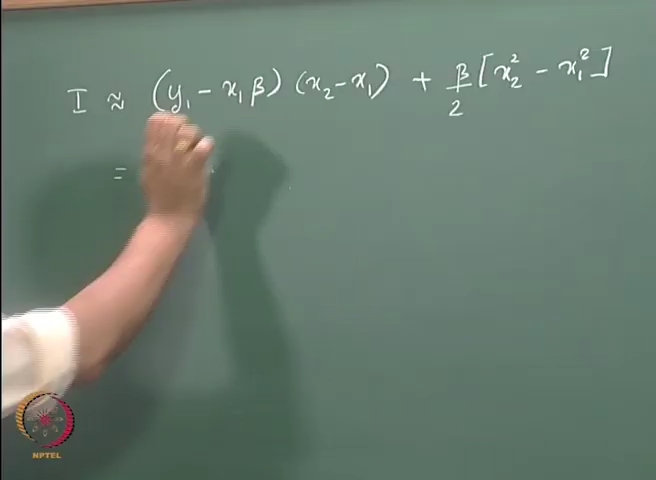 I ≈ (y₁ - x₁β) (x₂ - x₁) + β/2 [x₂² - x₁²]
=
NPTEL